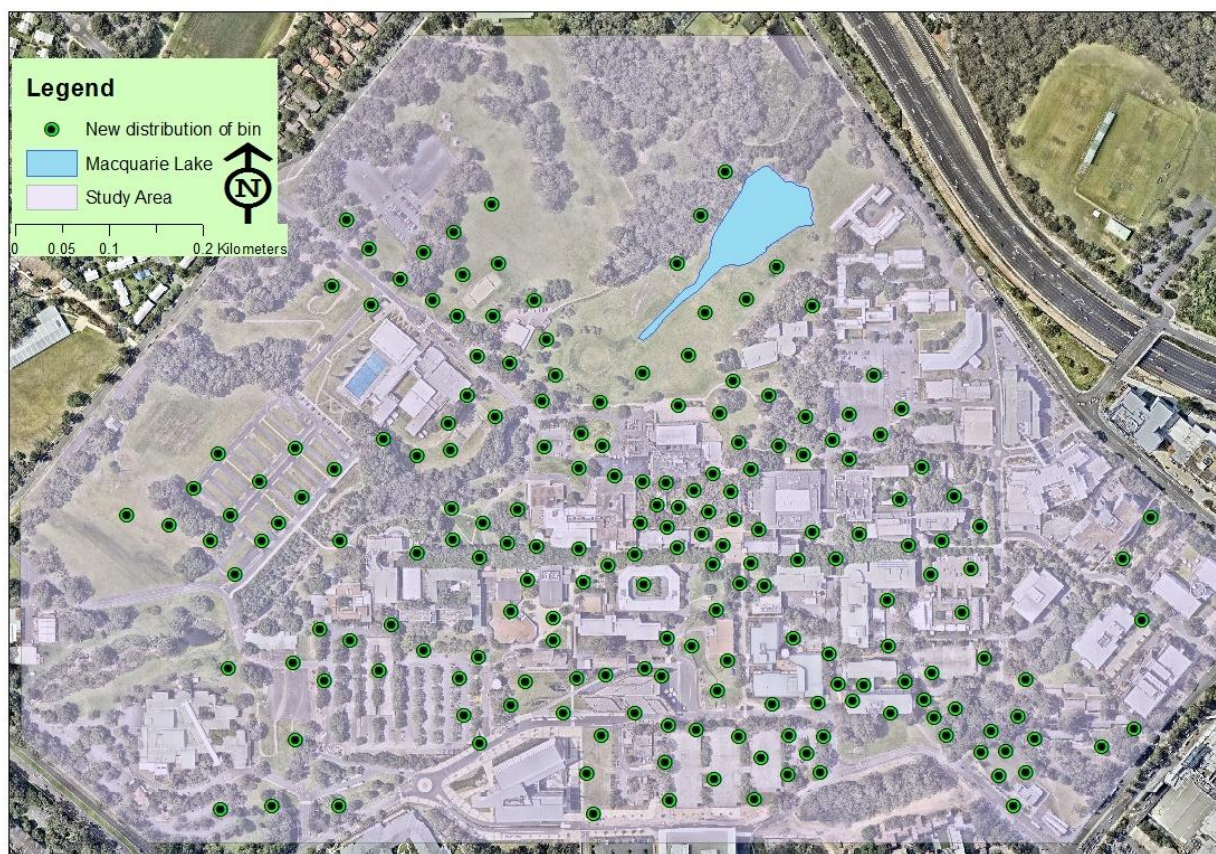 Legend
New distribution of bin
Macquarie Lake
Study Area
N
0 0.05 0.1 0.2 Kilometers